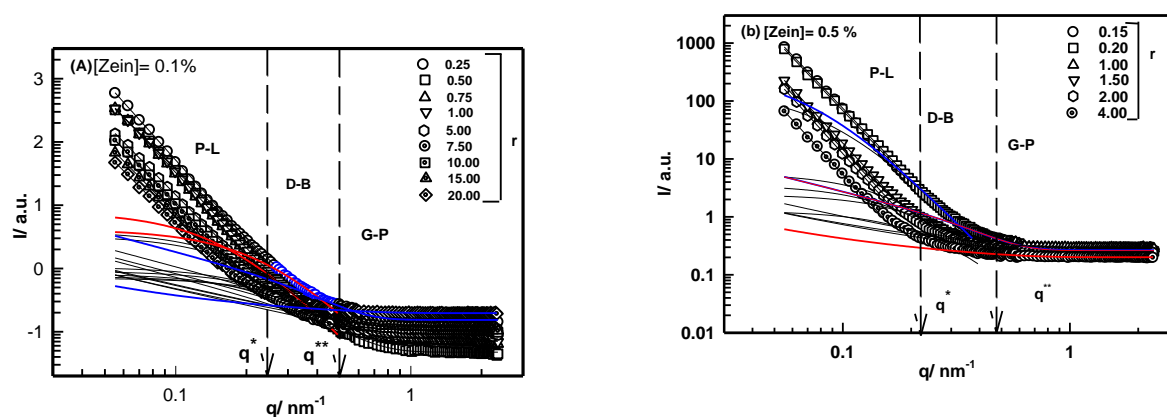 (A)[Zein]= 0.1%
0.25
0.50
0.75
1.00
5.00
7.50
10.00
15.00
20.00
r
P-L
D-B
G-P
I/ a.u.
3
2
1
0
-1
q*
q**
0.1
1
q/ nm-1
(b) [Zein]= 0.5 %
0.15
0.20
1.00
1.50
2.00
4.00
r
P-L
D-B
G-P
I/ a.u.
1000
100
10
1
0.1
0.01
q*
q**
0.1
1
q/ nm-1